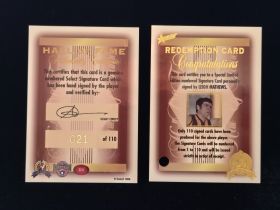 HALL OF FAME
This certifies that this card is a genuine
numbered Select Signature Card which
has been hand signed by the player
and verified by:
021
of 110
REDEMPTION CARD
Congratulations
This card entitles you to a Special Limited
Edition numbered Signature Card personally
signed by LEIGH MATHEWS.
Only 110 signed cards have been
produced for the above player.
The Signature Cards will be numbered
from 1 to 110 and will be issued
strictly in order of receipt.